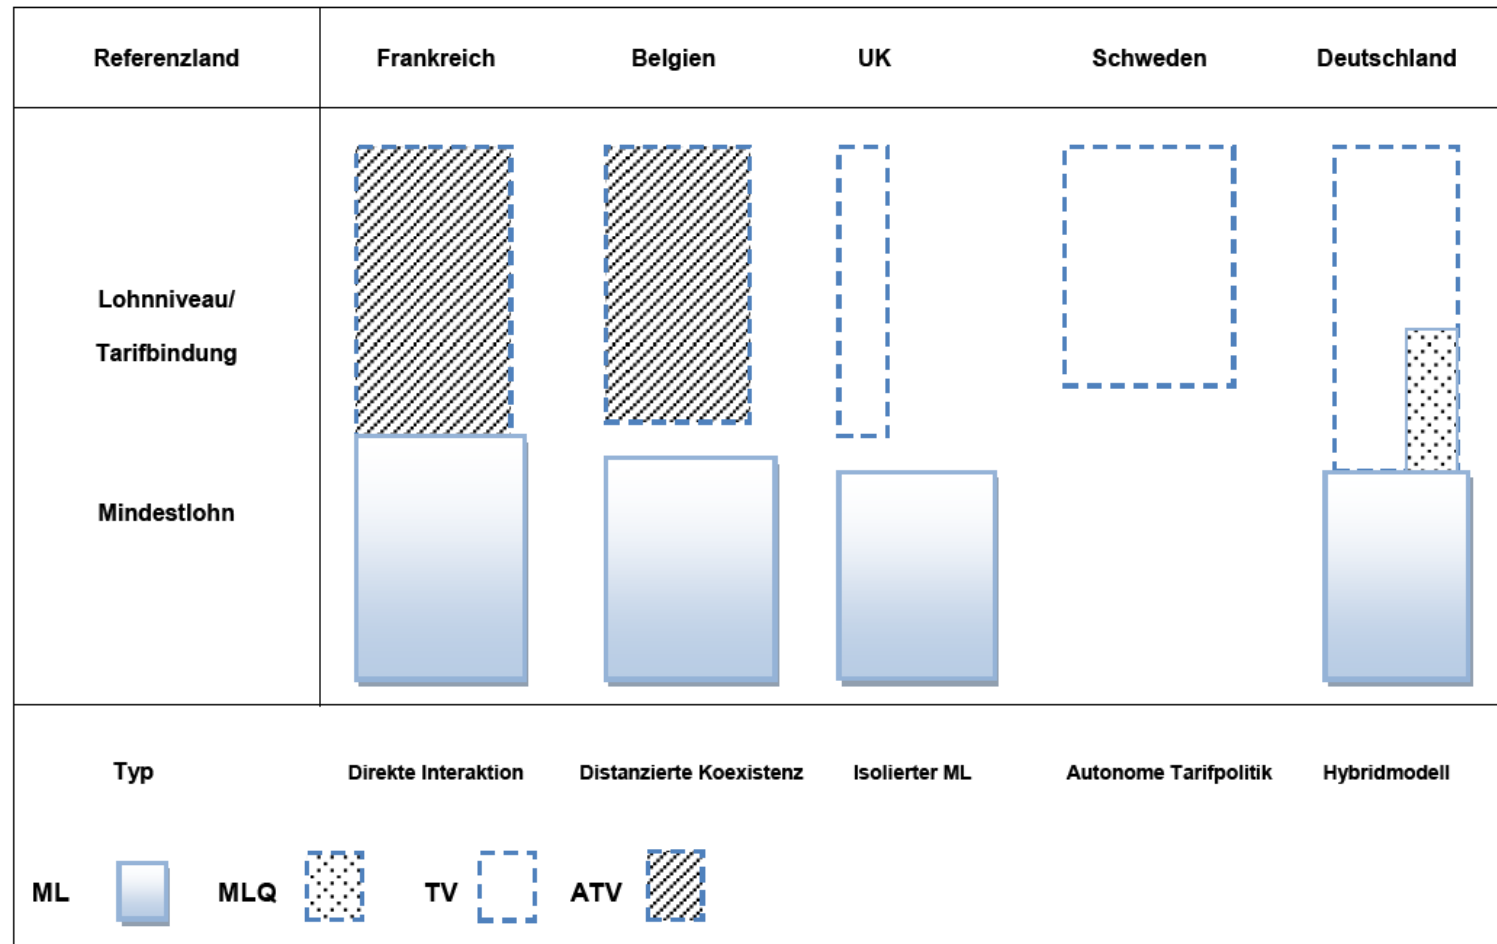 Referenzland Frankreich Belgien UK Schweden Deutschland
Lohnniveau/
Tarifbindung
Mindestlohn
Typ Direkte Interaktion Distanzierte Koexistenz Isolierter ML Autonome Tarifpolitik Hybridmodell
ML MLQ TV ATV